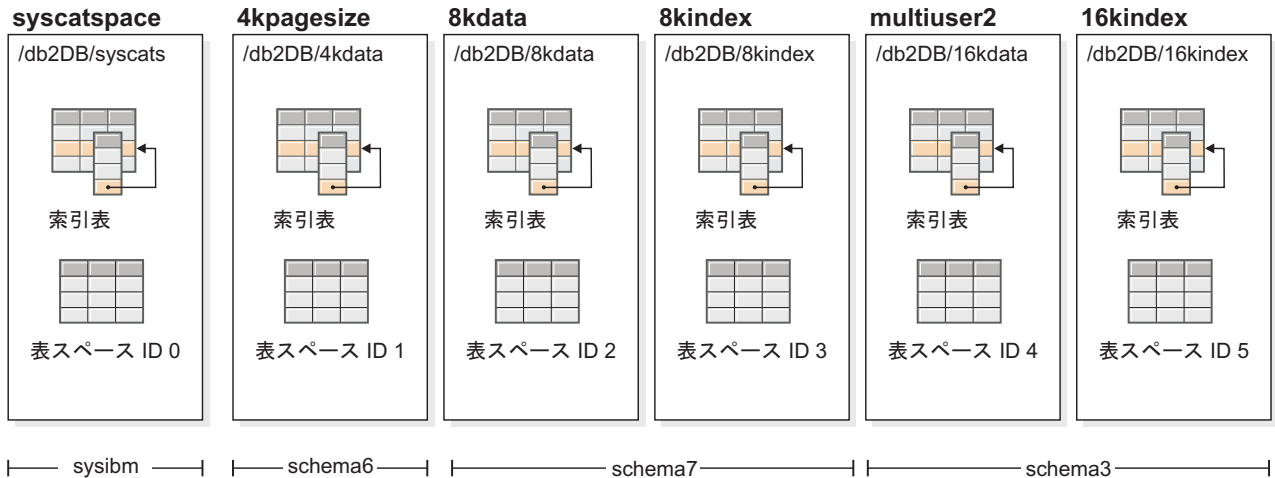 syscatspace
4kpagesize
8kdata
8kindex
multiuser2
16kindex
/db2DB/syscats
/db2DB/4kdata
/db2DB/8kdata
/db2DB/8kindex
/db2DB/16kdata
/db2DB/16kindex
索引表
索引表
索引表
索引表
索引表
索引表
表スペース ID 0
表スペース ID 1
表スペース ID 2
表スペース ID 3
表スペース ID 4
表スペース ID 5
sysibm
schema6
schema7
schema3